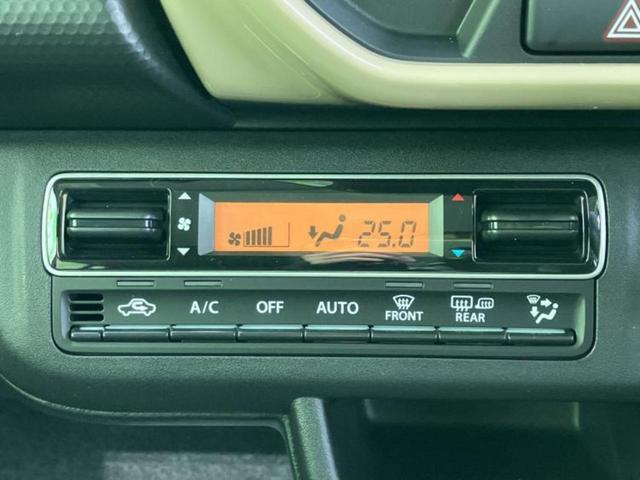 25.0
A/C OFF AUTO FRONT REAR